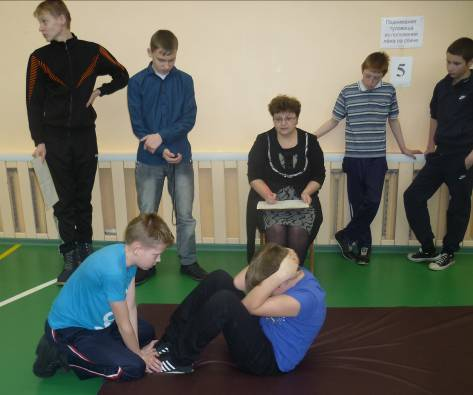 Поднимание
туловища
из положения
лежа на спине
5